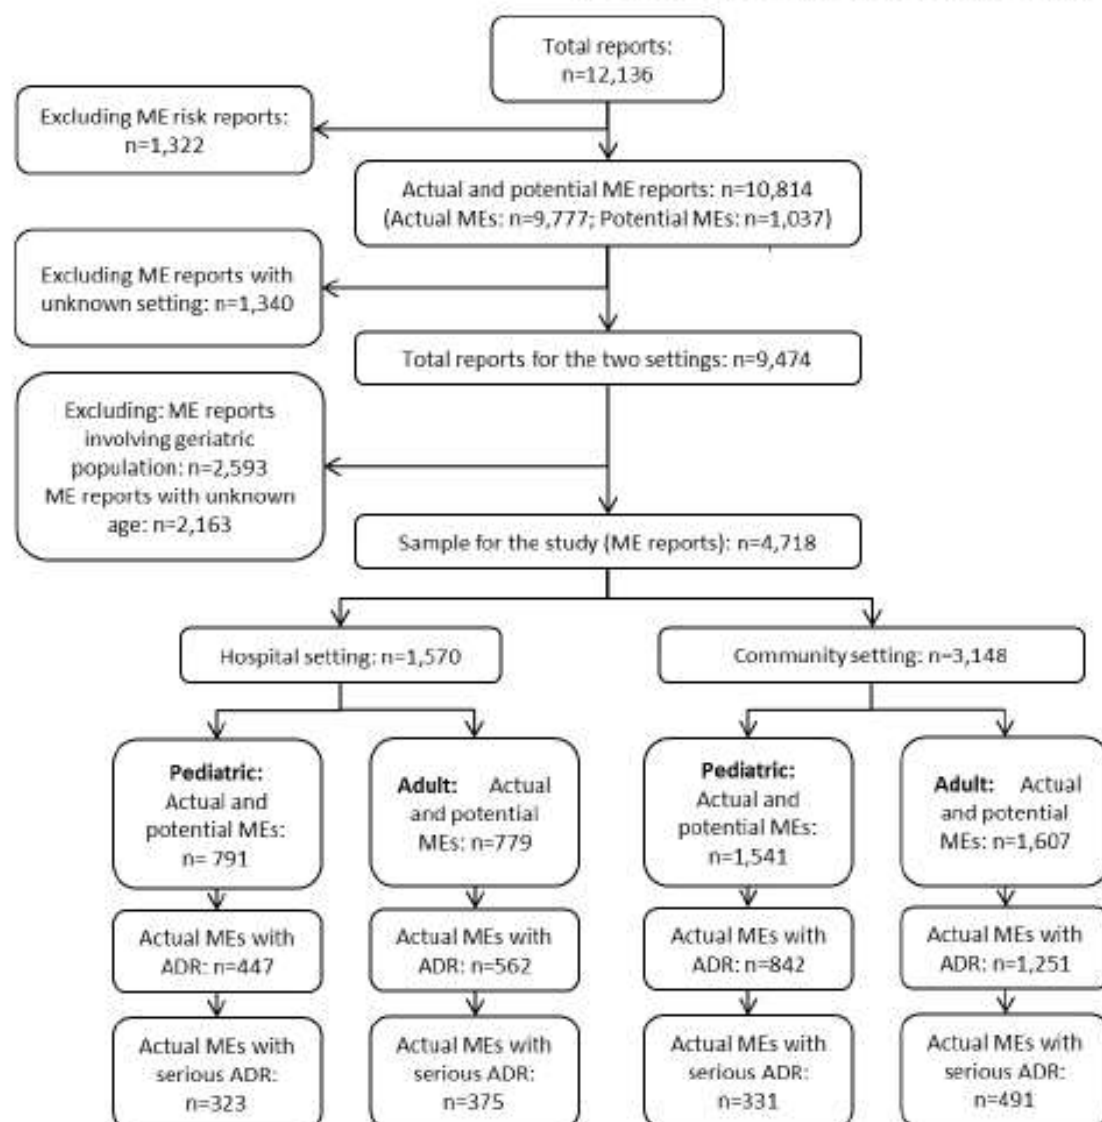 Total reports:
n=12,136
Excluding ME risk reports:
n=1,322
Actual and potential ME reports: n=10,814
(Actual MEs: n=9,777; Potential MEs: n=1,037)
Excluding ME reports with
unknown setting: n=1,340
Total reports for the two settings: n=9,474
Excluding: ME reports
involving geriatric
population: n=2,593
ME reports with unknown
age: n=2,163
Sample for the study (ME reports): n=4,718
Hospital setting: n=1,570
Community setting: n=3,148
Pediatric:
Actual and
potential MEs:
n= 791
Adult: Actual
and potential
MEs: n=779
Pediatric:
Actual and
potential MEs:
n=1,541
Adult: Actual
and potential
MEs: n=1,607
Actual MEs with
ADR: n=447
Actual MEs with
ADR: n=562
Actual MEs with
ADR: n=842
Actual MEs with
ADR: n=1,251
Actual MEs with
serious ADR:
n=323
Actual MEs with
serious ADR:
n=375
Actual MEs with
serious ADR:
n=331
Actual MEs with
serious ADR:
n=491